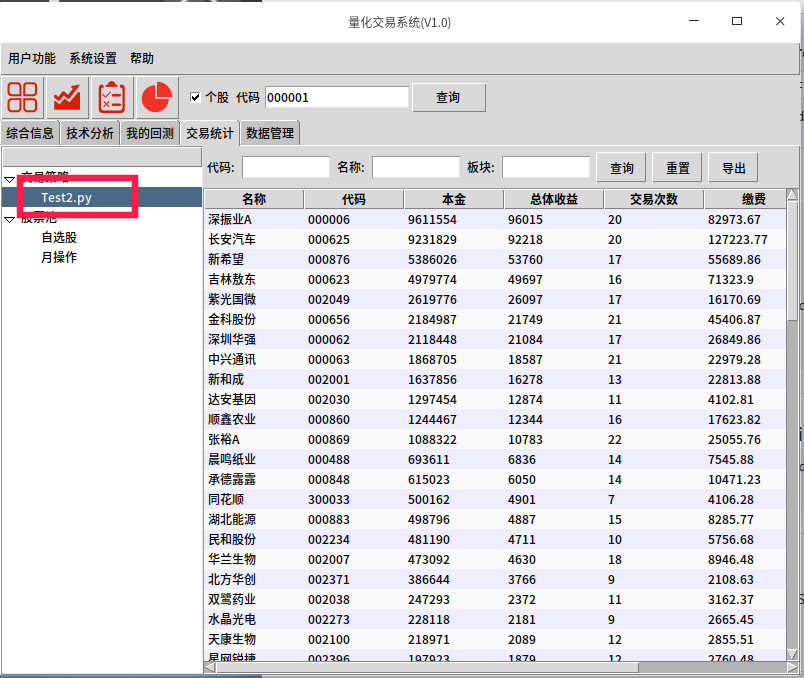 量化交易系统(V1.0)
用户功能 系统设置 帮助
个股 代码 000001 查询
综合信息 技术分析 我的回测 交易统计 数据管理
代码: 名称: 板块: 查询 重置 导出
交易策略
Test2.py
股票池
自选股
月操作
名称 代码 本金 总体收益 交易次数 缴费
深振业A 000006 9611554 96015 20 82973.67
长安汽车 000625 9231829 92218 20 127223.77
新希望 000876 5386026 53760 17 55689.86
吉林敖东 000623 4979774 49697 16 71323.9
紫光国微 002049 2619776 26097 17 16170.69
金科股份 000656 2184987 21749 21 45406.87
深圳华强 000062 2118448 21084 17 26849.86
中兴通讯 000063 1868705 18587 21 22979.28
新和成 002001 1637856 16278 13 22813.88
达安基因 002030 1297454 12874 11 4102.81
顺鑫农业 000860 1244467 12344 16 17623.82
张裕A 000869 1088322 10783 22 25055.76
晨鸣纸业 000488 693611 6836 14 7545.88
承德露露 000848 615023 6050 14 10471.23
同花顺 300033 500162 4901 7 4106.28
湖北能源 000883 498796 4887 15 8285.77
民和股份 002234 481190 4711 10 5756.68
华兰生物 002007 473092 4630 18 8946.48
北方华创 002371 386644 3766 9 2108.63
双鹭药业 002038 247293 2372 11 3162.37
水晶光电 002273 228118 2181 9 2665.45
天康生物 002100 218971 2089 12 2855.51
星网锐捷 002396 197923 1879 12 2760.48